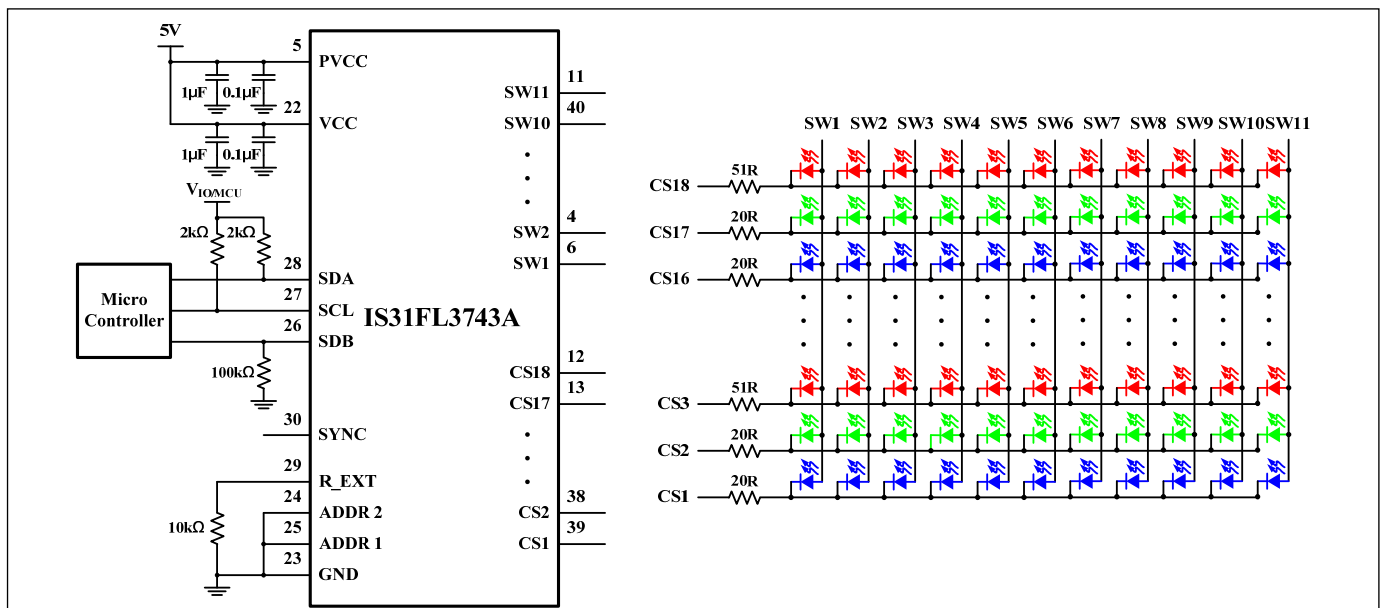 5V
5
PVCC
1µF 0.1µF
22
VCC
1µF 0.1µF
VIO/MCU
2kΩ 2kΩ
28
SDA
27
SCL
26
SDB
Micro
Controller
100kΩ
30
SYNC
29
R_EXT
24
ADDR 2
25
ADDR 1
23
GND
10kΩ
IS31FL3743A
11
SW11
40
SW10
4
SW2
6
SW1
12
CS18
13
CS17
38
CS2
39
CS1
SW1 SW2 SW3 SW4 SW5 SW6 SW7 SW8 SW9 SW10 SW11
51R
CS18
20R
CS17
20R
CS16
51R
CS3
20R
CS2
20R
CS1